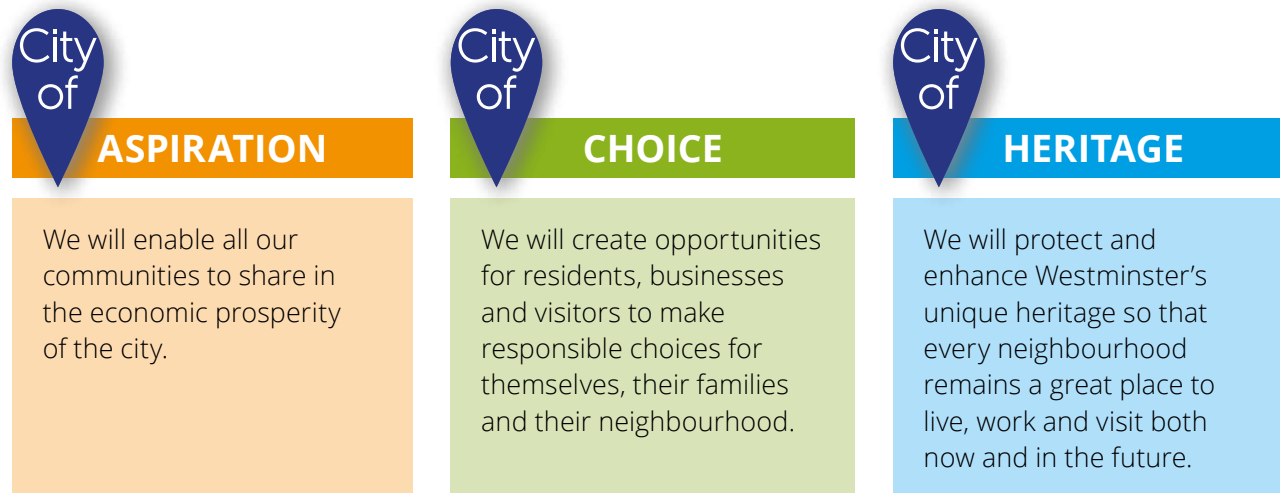 City
of
ASPIRATION
We will enable all our
communities to share in
the economic prosperity
of the city.
City
of
CHOICE
We will create opportunities
for residents, businesses
and visitors to make
responsible choices for
themselves, their families
and their neighbourhood.
City
of
HERITAGE
We will protect and
enhance Westminster’s
unique heritage so that
every neighbourhood
remains a great place to
live, work and visit both
now and in the future.